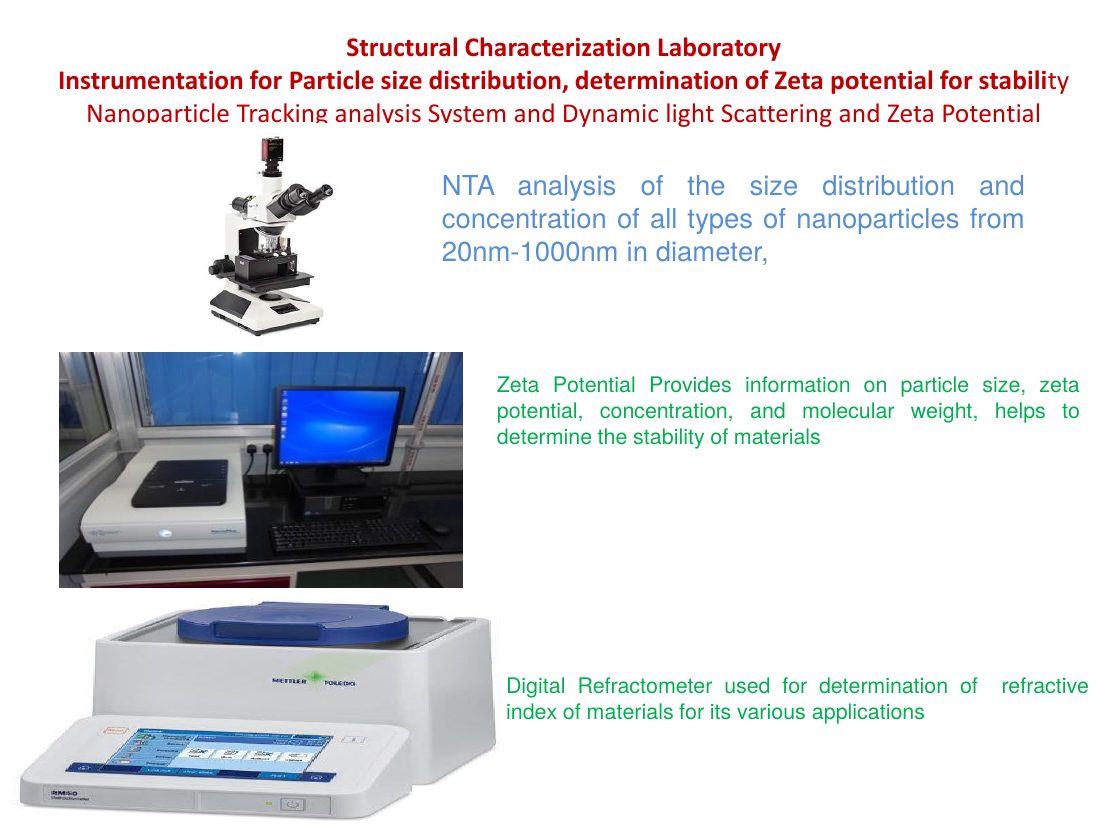 Structural Characterization Laboratory
Instrumentation for Particle size distribution, determination of Zeta potential for stability
Nanoparticle Tracking analysis System and Dynamic light Scattering and Zeta Potential
NTA analysis of the size distribution and
concentration of all types of nanoparticles from
20nm-1000nm in diameter,
Zeta Potential Provides information on particle size, zeta
potential, concentration, and molecular weight, helps to
determine the stability of materials
METTLER TOLEDO
Digital Refractometer used for determination of refractive
index of materials for its various applications